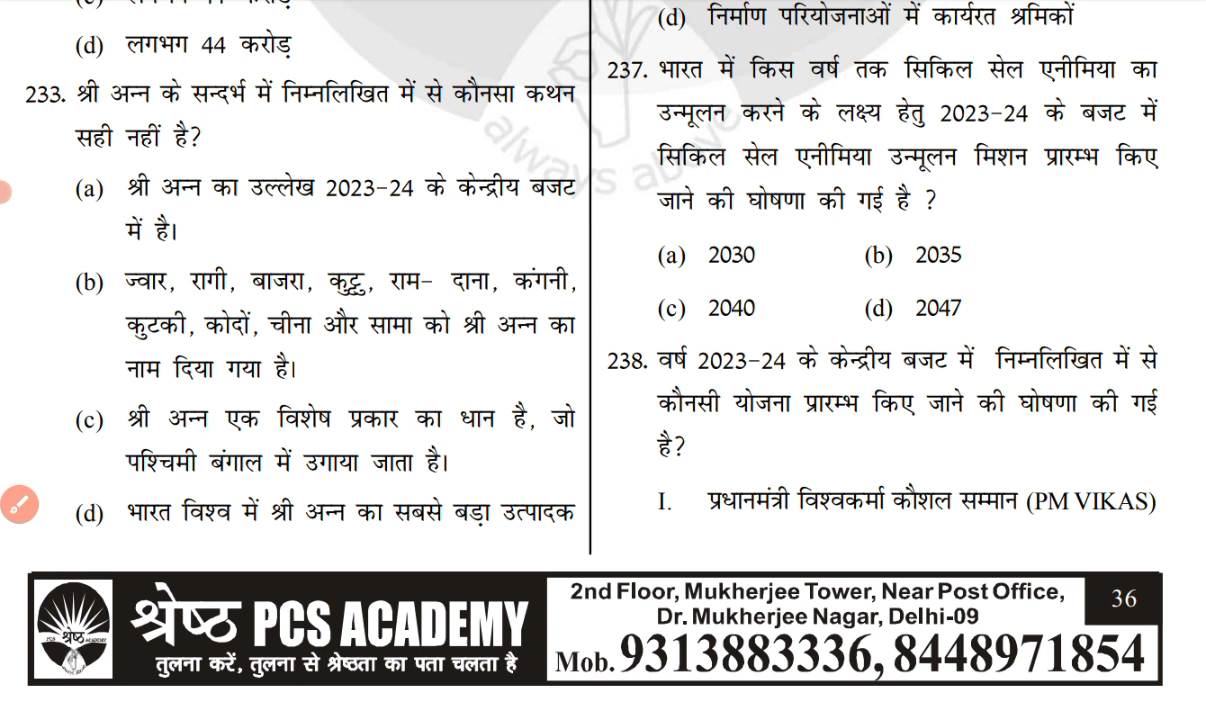 (d) लगभग 44 करोड़
233. श्री अन्न के सन्दर्भ में निम्नलिखित में से कौनसा कथन
सही नहीं है?
(a) श्री अन्न का उल्लेख 2023-24 के केन्द्रीय बजट
में है।
(b) ज्वार, रागी, बाजरा, कुट्टु, राम- दाना, कंगनी,
कुटकी, कोदों, चीना और सामा को श्री अन्न का
नाम दिया गया है।
(c) श्री अन्न एक विशेष प्रकार का धान है, जो
पश्चिमी बंगाल में उगाया जाता है।
(d) भारत विश्व में श्री अन्न का सबसे बड़ा उत्पादक
(d) निर्माण परियोजनाओं में कार्यरत श्रमिकों
237. भारत में किस वर्ष तक सिकिल सेल एनीमिया का
उन्मूलन करने के लक्ष्य हेतु 2023-24 के बजट में
सिकिल सेल एनीमिया उन्मूलन मिशन प्रारम्भ किए
जाने की घोषणा की गई है ?
(a) 2030 (b) 2035
(c) 2040 (d) 2047
238. वर्ष 2023-24 के केन्द्रीय बजट में निम्नलिखित में से
कौनसी योजना प्रारम्भ किए जाने की घोषणा की गई
है?
I. प्रधानमंत्री विश्वकर्मा कौशल सम्मान (PM VIKAS)
always above
श्रेष्ठ PCS ACADEMY
तुलना करें, तुलना से श्रेष्ठता का पता चलता है
2nd Floor, Mukherjee Tower, Near Post Office,
Dr. Mukherjee Nagar, Delhi-09
Mob. 9313883336, 8448971854
36